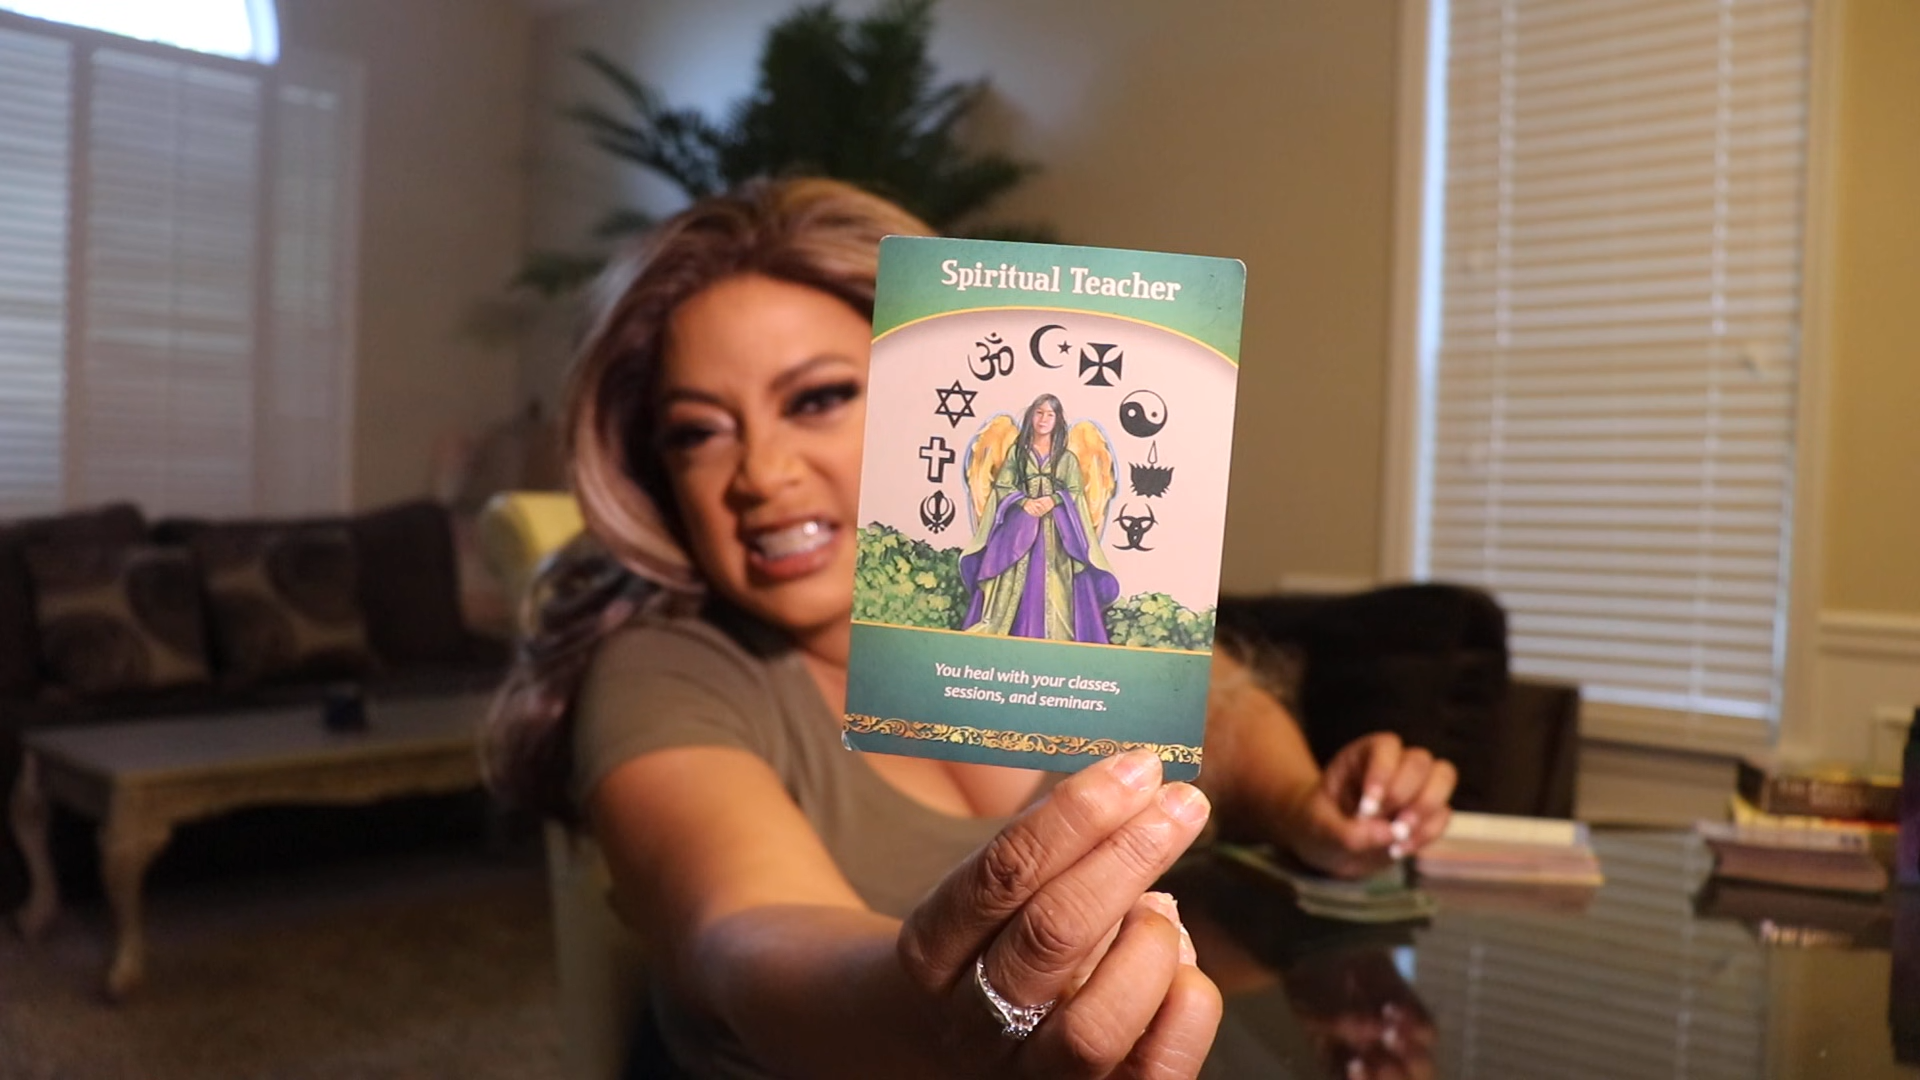 Spiritual Teacher
You heal with your classes,
sessions, and seminars.